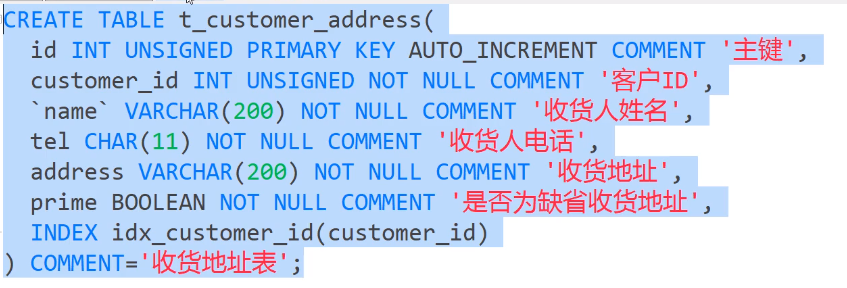 CREATE TABLE t_customer_address(
  id INT UNSIGNED PRIMARY KEY AUTO_INCREMENT COMMENT '主键',
  customer_id INT UNSIGNED NOT NULL COMMENT '客户ID',
  `name` VARCHAR(200) NOT NULL COMMENT '收货人姓名',
  tel CHAR(11) NOT NULL COMMENT '收货人电话',
  address VARCHAR(200) NOT NULL COMMENT '收货地址',
  prime BOOLEAN NOT NULL COMMENT '是否为缺省收货地址',
  INDEX idx_customer_id(customer_id)
) COMMENT='收货地址表';